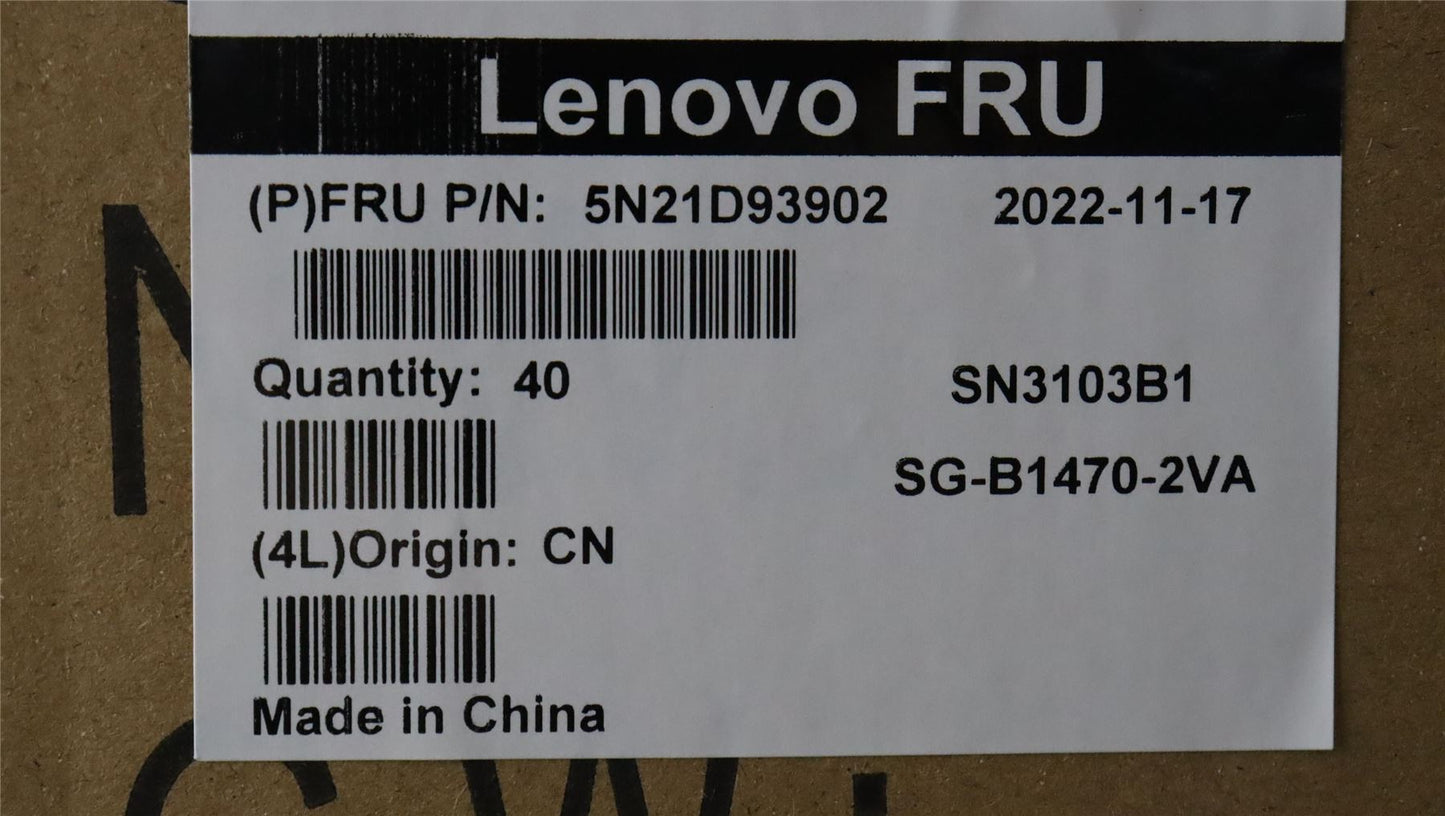 Lenovo FRU
(P)FRU P/N: 5N21D93902 2022-11-17
Quantity: 40 SN3103B1
SG-B1470-2VA
(4L)Origin: CN
Made in China